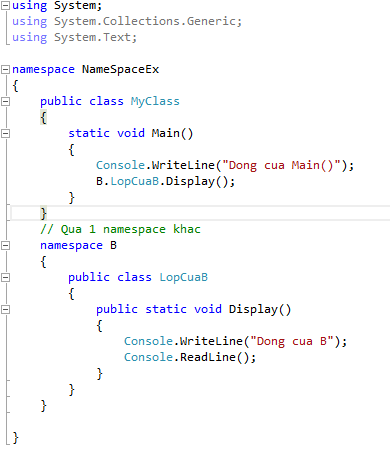 using System;
using System.Collections.Generic;
using System.Text;
namespace NameSpaceEx
{
public class MyClass
{
static void Main()
{
Console.WriteLine("Dong cua Main()");
B.LopCuaB.Display();
}
}
// Qua 1 namespace khac
namespace B
{
public class LopCuaB
{
public static void Display()
{
Console.WriteLine("Dong cua B");
Console.ReadLine();
}
}
}
}